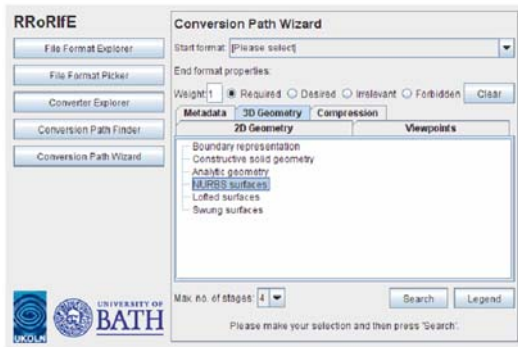 RRoRIfE
File Format Explorer
File Format Picker
Converter Explorer
Conversion Path Finder
Conversion Path Wizard
UKOLN
UNIVERSITY OF
BATH
Conversion Path Wizard
Start format: [Please select]
End format properties:
Weight: 1 Required Desired Irrelevant Forbidden Clear
Metadata 3D Geometry Compression
2D Geometry Viewpoints
Boundary representation
Constructive solid geometry
Analytic geometry
NURBS surfaces
Lofted surfaces
Swung surfaces
Max. no. of stages: 4 Search Legend
Please make your selection and then press 'Search'.